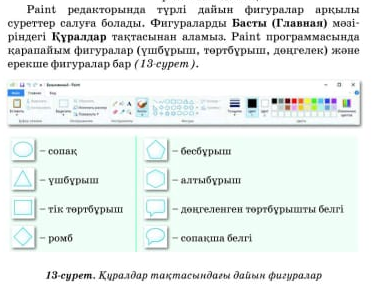 Paint редакторында түрлі дайын фигуралар арқылы
суреттер салуға болады. Фигураларды Басты (Главная) мәзі-
ріндегі Құралдар тақтасынан аламыз. Paint программасында
қарапайым фигуралар (үшбұрыш, төртбұрыш, дөңгелек) және
ерекше фигуралар бар (13-сурет).
– сопақ
– үшбұрыш
– тік төртбұрыш
– ромб
– бесбұрыш
– алтыбұрыш
– дөңгеленген төртбұрышты белгі
– сопақша белгі
13-сурет. Құралдар тақтасындағы дайын фигуралар